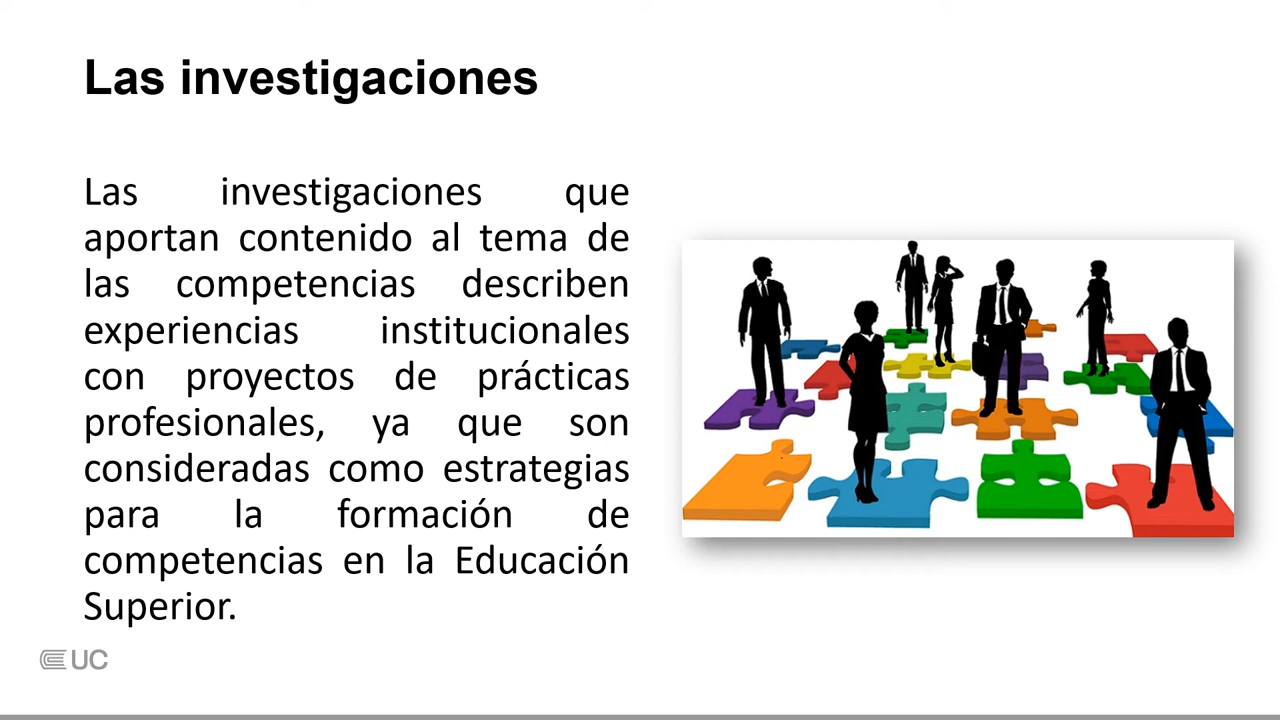 Las investigaciones
Las investigaciones que
aportan contenido al tema de
las competencias describen
experiencias institucionales
con proyectos de prácticas
profesionales, ya que son
consideradas como estrategias
para la formación de
competencias en la Educación
Superior.
UC